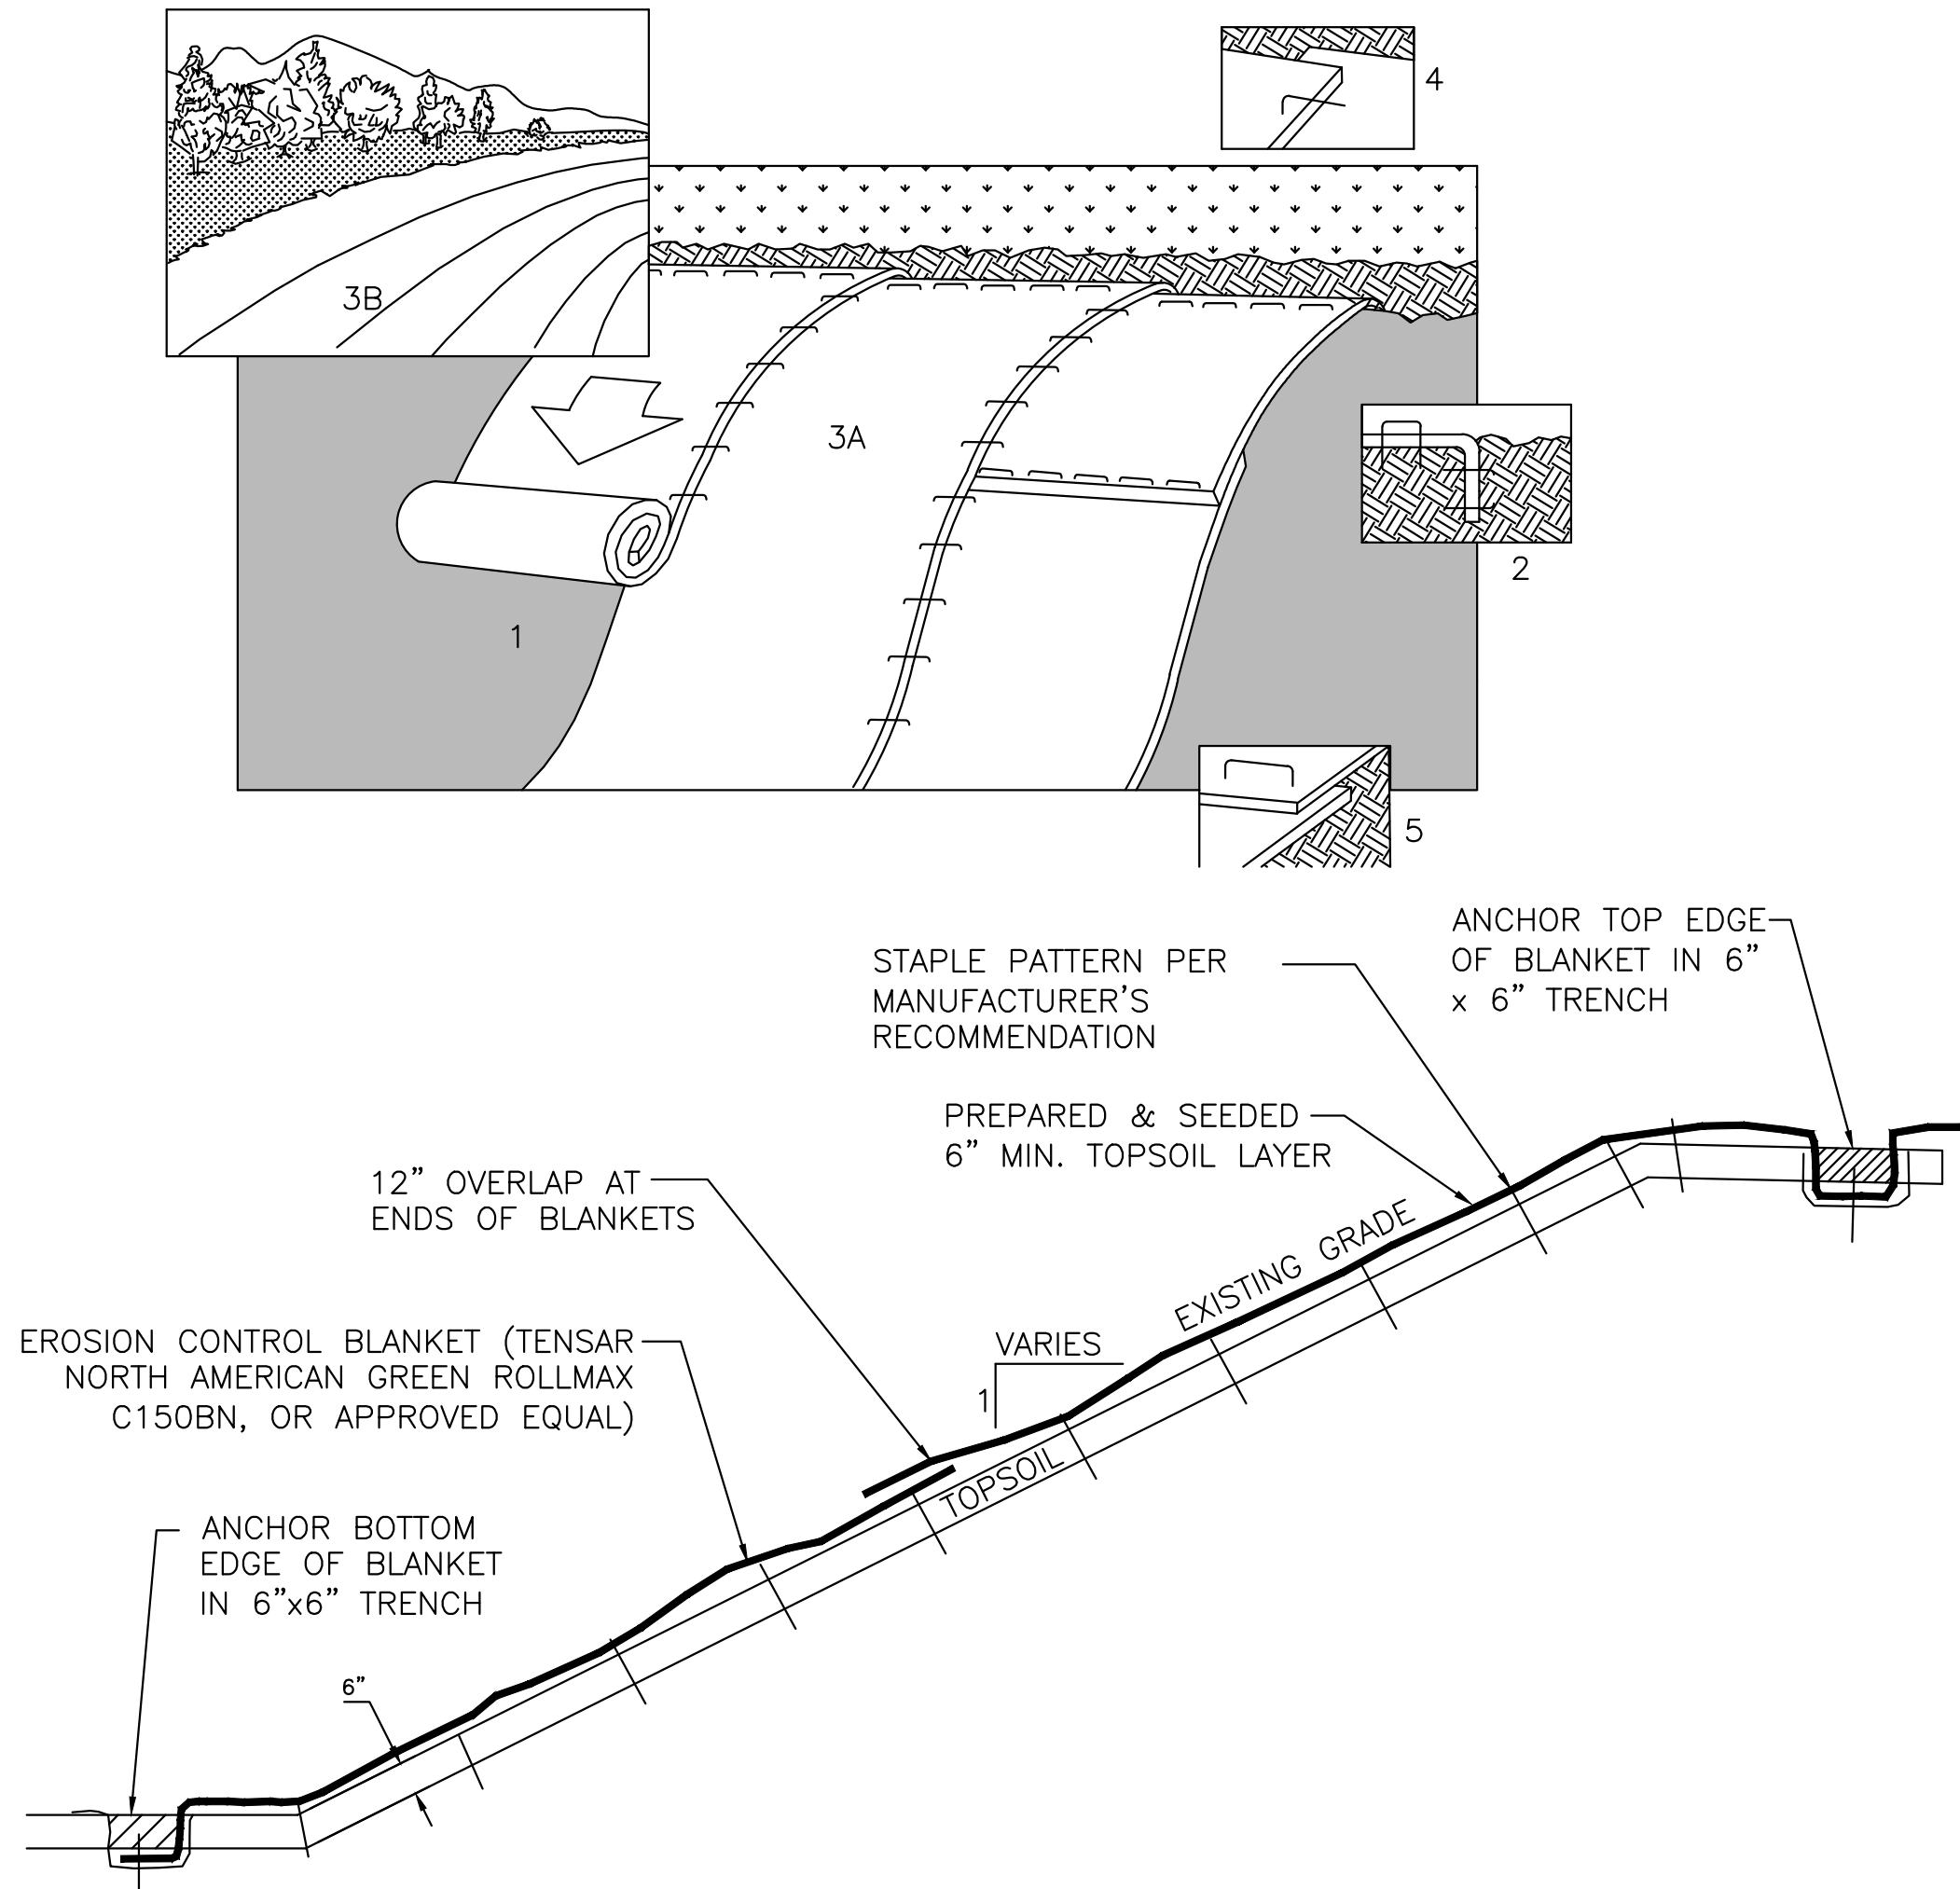 4
3B
3A
2
1
5
ANCHOR TOP EDGE
OF BLANKET IN 6”
x 6” TRENCH
STAPLE PATTERN PER
MANUFACTURER’S
RECOMMENDATION
PREPARED & SEEDED
6” MIN. TOPSOIL LAYER
12” OVERLAP AT
ENDS OF BLANKETS
EXISTING GRADE
EROSION CONTROL BLANKET (TENSAR
NORTH AMERICAN GREEN ROLLMAX
C150BN, OR APPROVED EQUAL)
VARIES
1
TOPSOIL
ANCHOR BOTTOM
EDGE OF BLANKET
IN 6”x6” TRENCH
6”